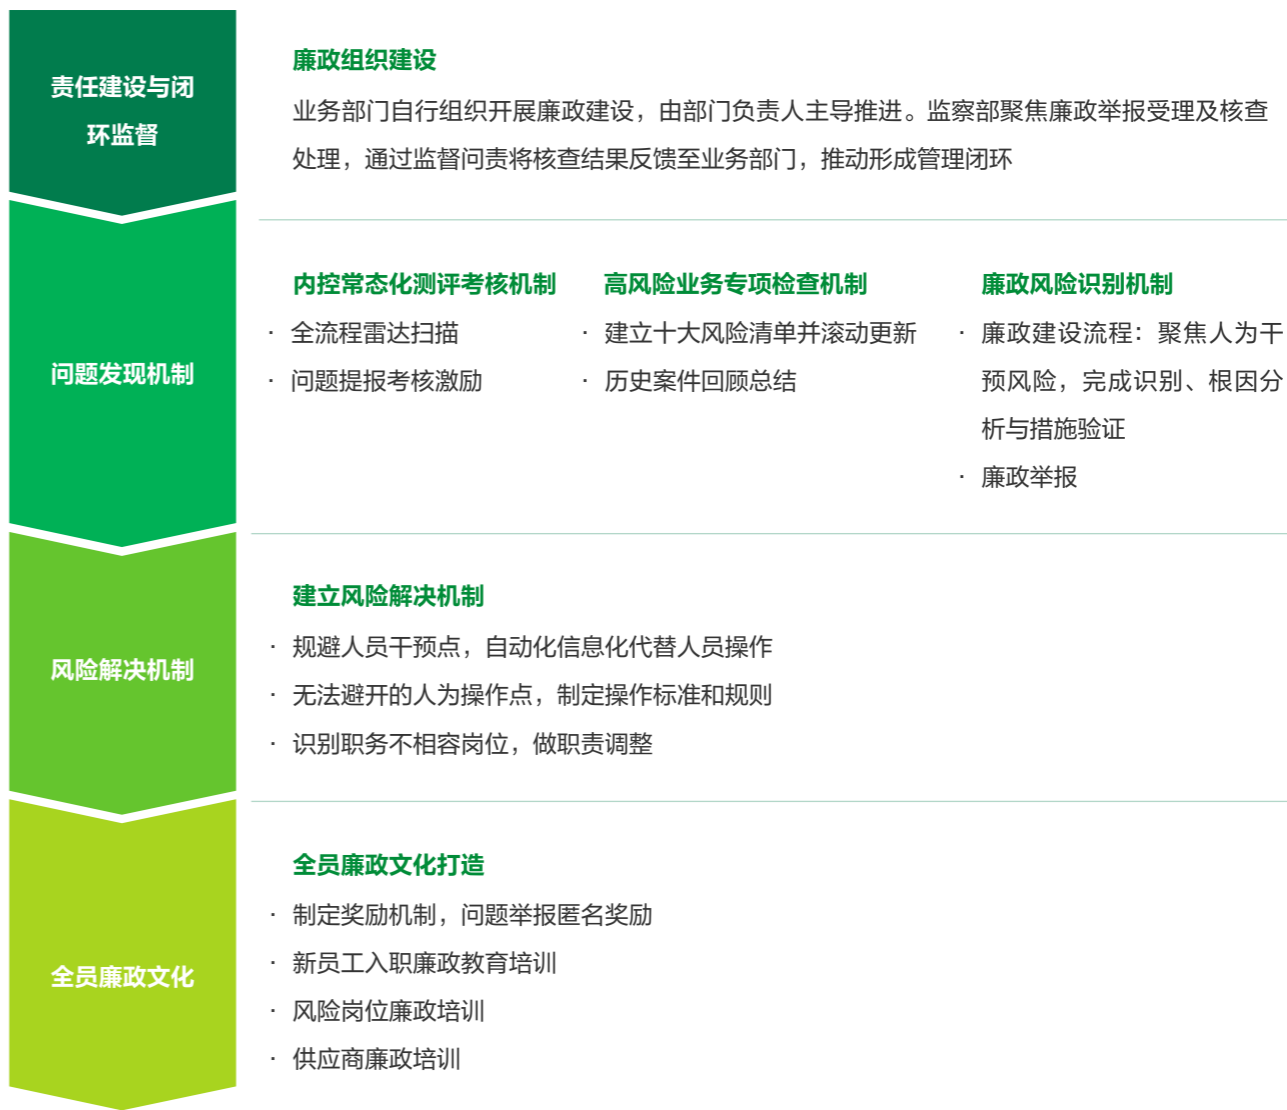 责任建设与闭
环监督
廉政组织建设
业务部门自行组织开展廉政建设，由部门负责人主导推进。监察部聚焦廉政举报受理及核查
处理，通过监督问责将核查结果反馈至业务部门，推动形成管理闭环
问题发现机制
内控常态化测评考核机制
· 全流程雷达扫描
· 问题提报考核激励
高风险业务专项检查机制
· 建立十大风险清单并滚动更新
· 历史案件回顾总结
廉政风险识别机制
· 廉政建设流程：聚焦人为干
预风险，完成识别、根因分
析与措施验证
· 廉政举报
风险解决机制
建立风险解决机制
· 规避人员干预点，自动化信息化代替人员操作
· 无法避开的人为操作点，制定操作标准和规则
· 识别职务不相容岗位，做职责调整
全员廉政文化
全员廉政文化打造
· 制定奖励机制，问题举报匿名奖励
· 新员工入职廉政教育培训
· 风险岗位廉政培训
· 供应商廉政培训